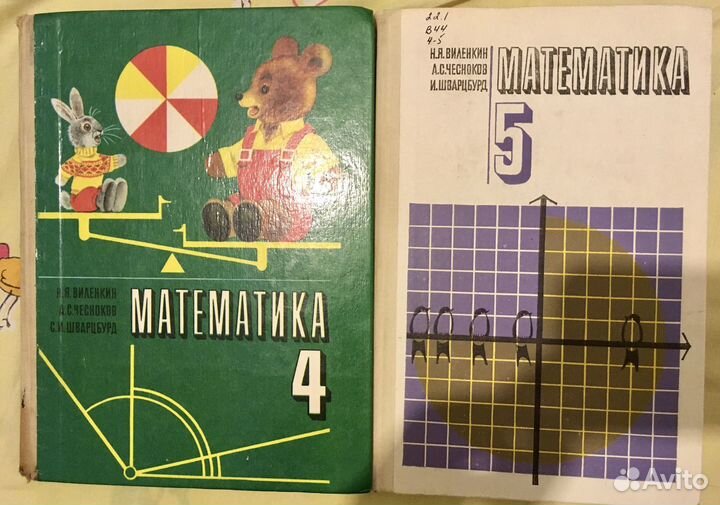 Н.Я.ВИЛЕНКИН
А.С.ЧЕСНОКОВ
С.И.ШВАРЦБУРД
МАТЕМАТИКА
4
22.1
В44
4-5
Н.Я.ВИЛЕНКИН
А.С.ЧЕСНОКОВ
И.ШВАРЦБУРД
МАТЕМАТИКА
5
Avito